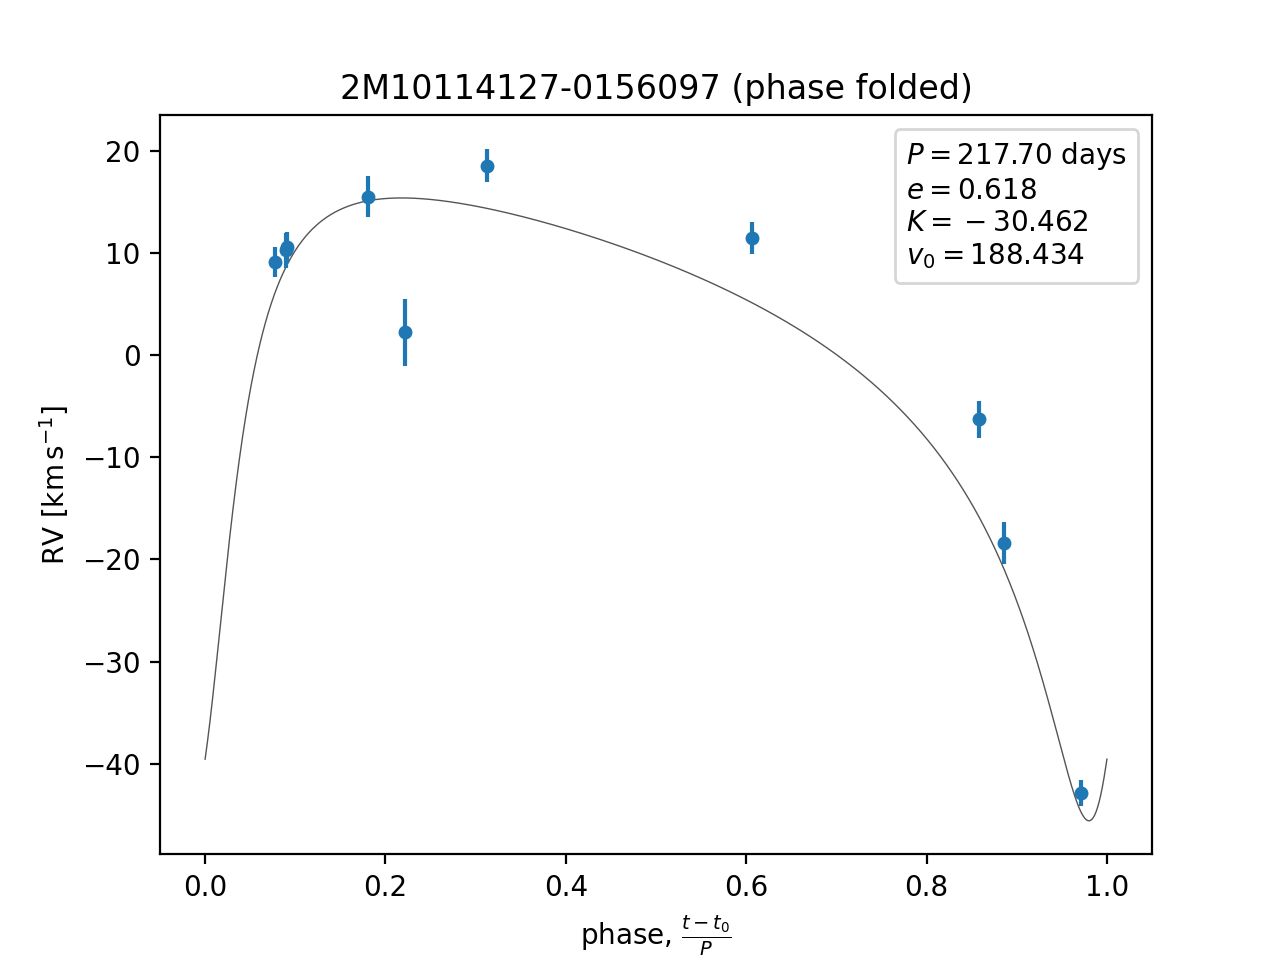 2M10114127-0156097 (phase folded)
P = 217.70 days
e = 0.618
K = −30.462
v₀ = 188.434
RV [km s⁻¹]
20
10
0
−10
−20
−30
−40
0.0 0.2 0.4 0.6 0.8 1.0
phase, (t − t₀)/P